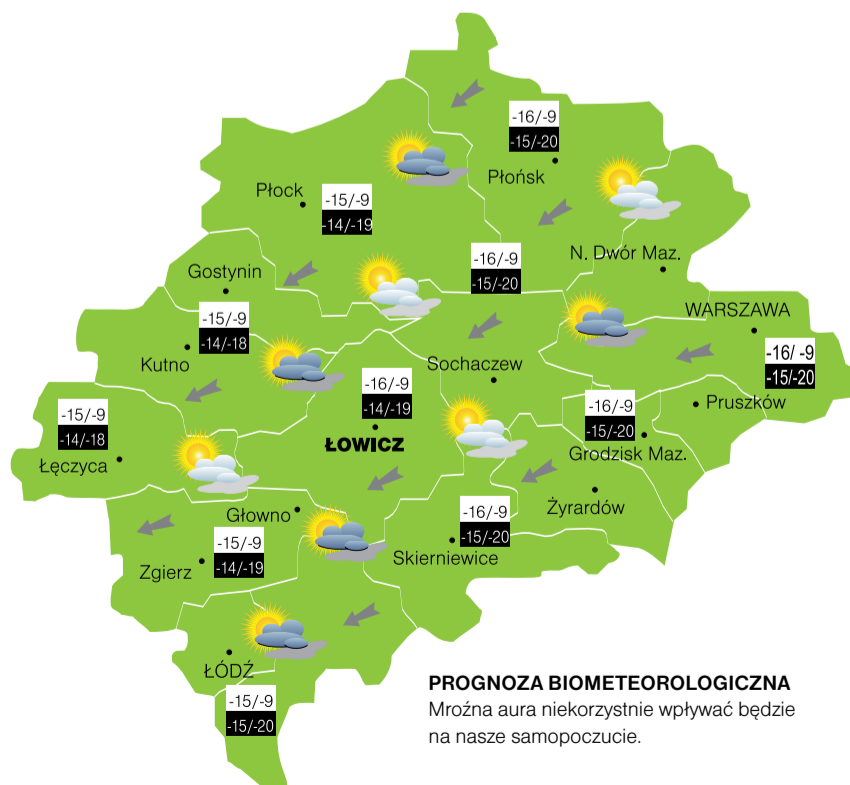 -16/-9
-15/-20
Płońsk
Płock
-15/-9
-14/-19
N. Dwór Maz.
-16/-9
-15/-20
Gostynin
WARSZAWA
-16/ -9
-15/-20
-15/-9
-14/-18
Kutno
Sochaczew
-16/-9
-14/-19
ŁOWICZ
Pruszków
-16/-9
-15/-20
Grodzisk Maz.
-15/-9
-14/-18
Łęczyca
Żyrardów
Głowno
-16/-9
-15/-20
Skierniewice
-15/-9
-14/-19
Zgierz
ŁÓDŹ
-15/-9
-15/-20
PROGNOZA BIOMETEOROLOGICZNA
Mroźna aura niekorzystnie wpływać będzie
na nasze samopoczucie.